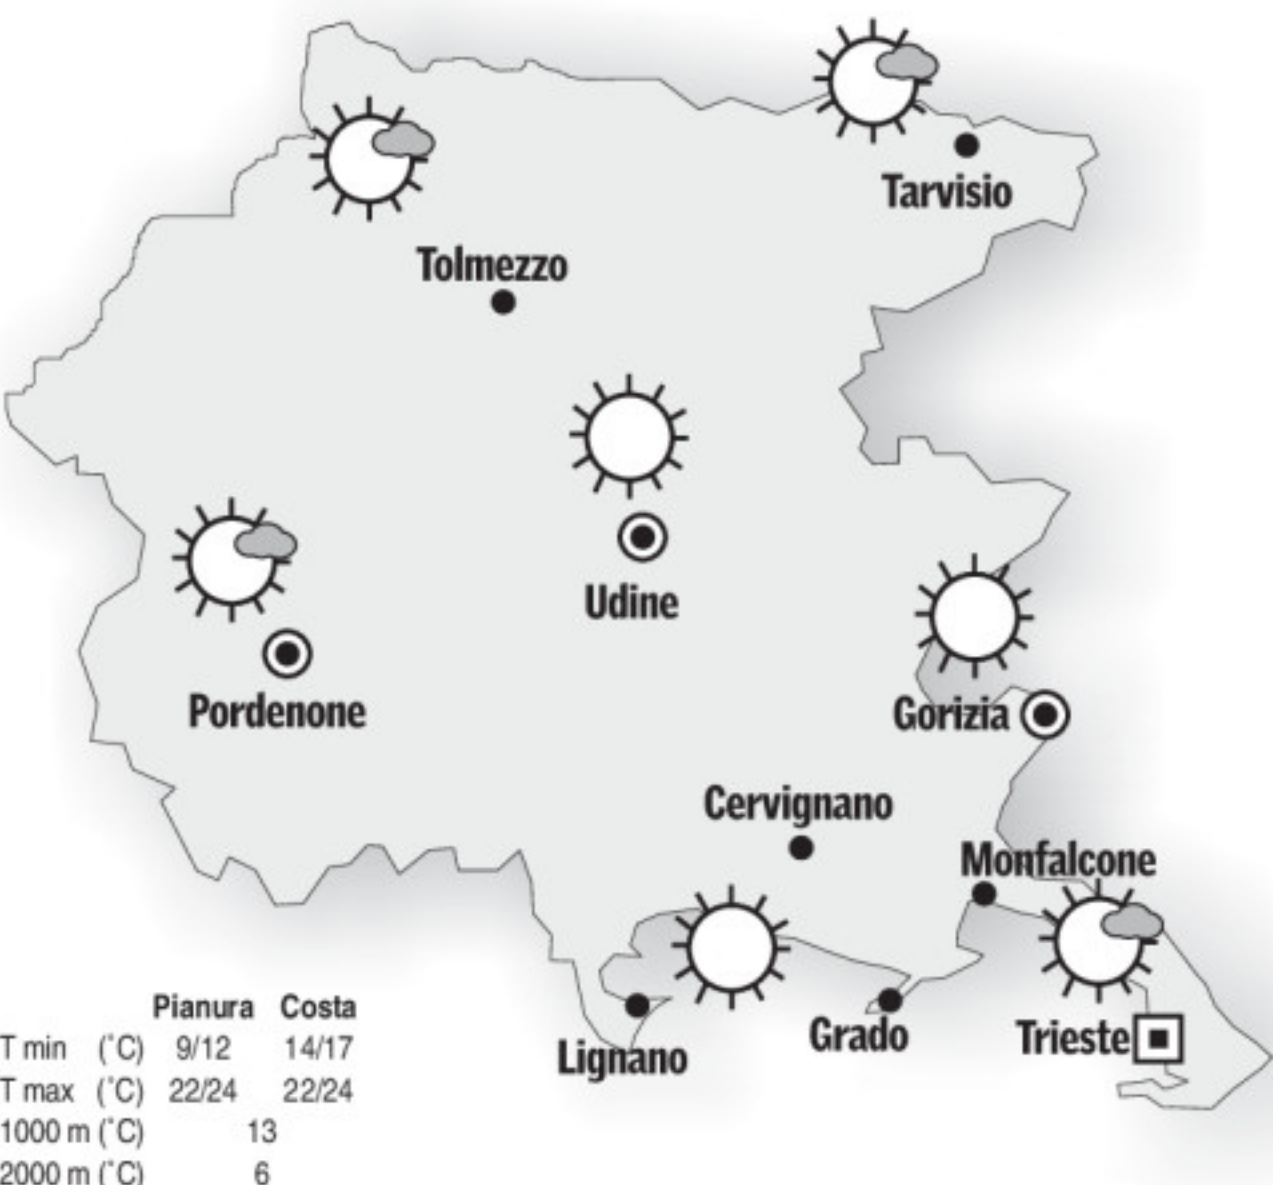 Tarvisio
Tolmezzo
Udine
Pordenone
Gorizia
Cervignano
Monfalcone
Grado
Trieste
Lignano
Pianura Costa
T min (°C) 9/12 14/17
T max (°C) 22/24 22/24
1000 m (°C) 13
2000 m (°C) 6